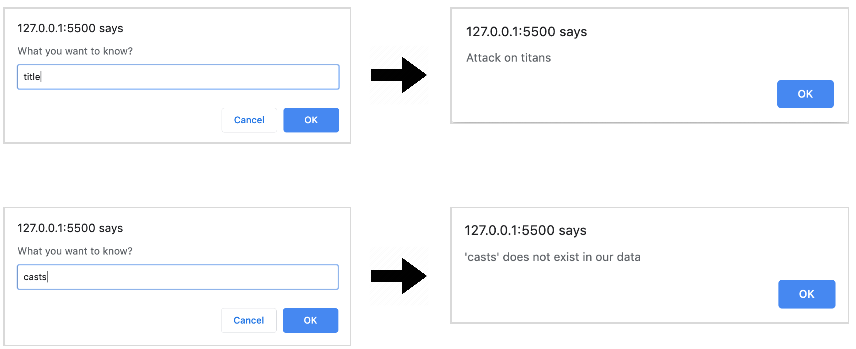 127.0.0.1:5500 says
What you want to know?
title
Cancel
OK
127.0.0.1:5500 says
Attack on titans
OK
127.0.0.1:5500 says
What you want to know?
casts
Cancel
OK
127.0.0.1:5500 says
'casts' does not exist in our data
OK